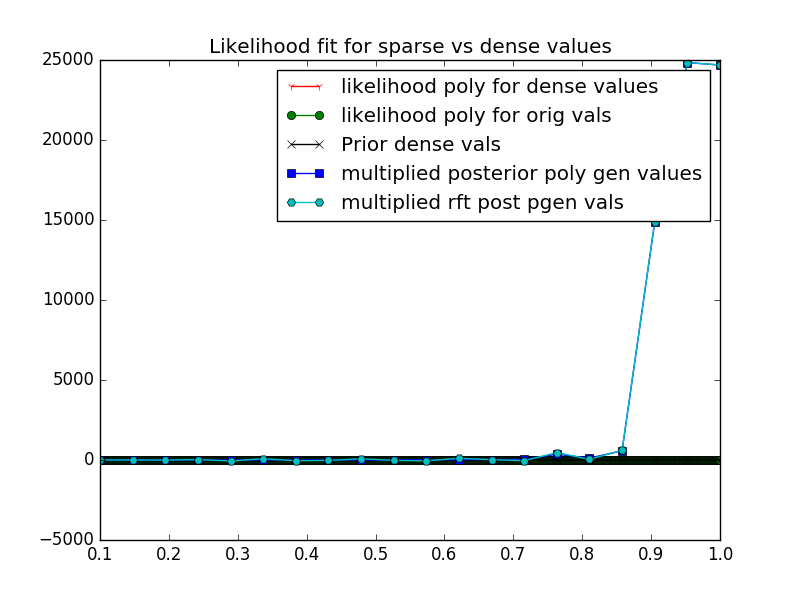 Likelihood fit for sparse vs dense values
25000
20000
15000
10000
5000
0
−5000
likelihood poly for dense values
likelihood poly for orig vals
Prior dense vals
multiplied posterior poly gen values
multiplied rft post pgen vals
0.1 0.2 0.3 0.4 0.5 0.6 0.7 0.8 0.9 1.0